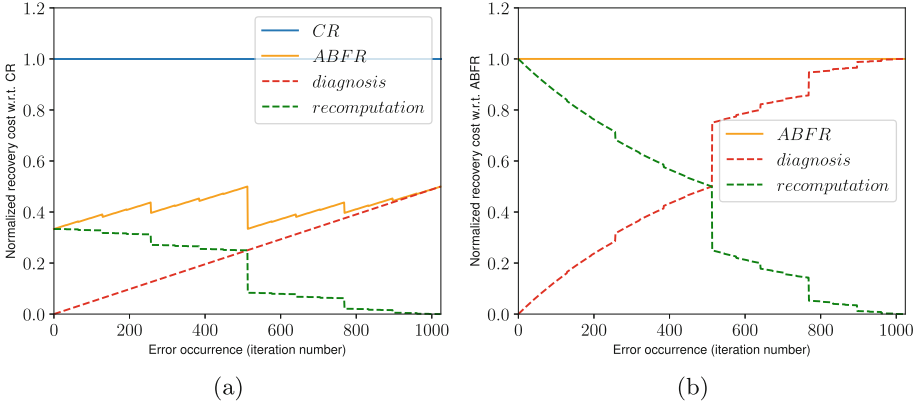 1.2
1.0
0.8
0.6
0.4
0.2
0.0
Normalized recovery cost w.r.t. CR
CR
ABFR
diagnosis
recomputation
0 200 400 600 800 1000
Error occurrence (iteration number)
(a)
1.2
1.0
0.8
0.6
0.4
0.2
0.0
Normalized recovery cost w.r.t. ABFR
ABFR
diagnosis
recomputation
0 200 400 600 800 1000
Error occurrence (iteration number)
(b)